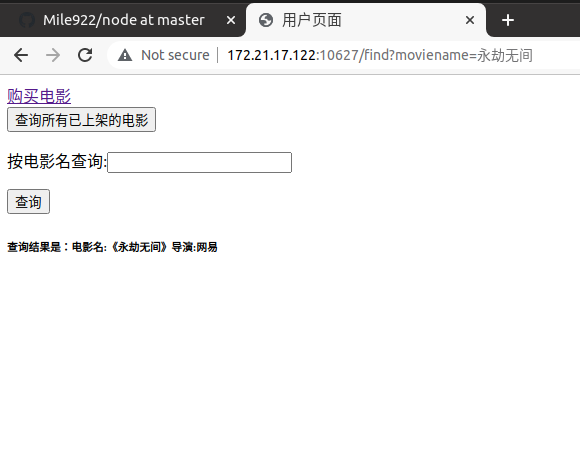 Mile922/node at master
用户页面
Not secure
172.21.17.122:10627/find?moviename=永劫无间
购买电影
查询所有已上架的电影
按电影名查询:
查询
查询结果是：电影名:《永劫无间》导演:网易